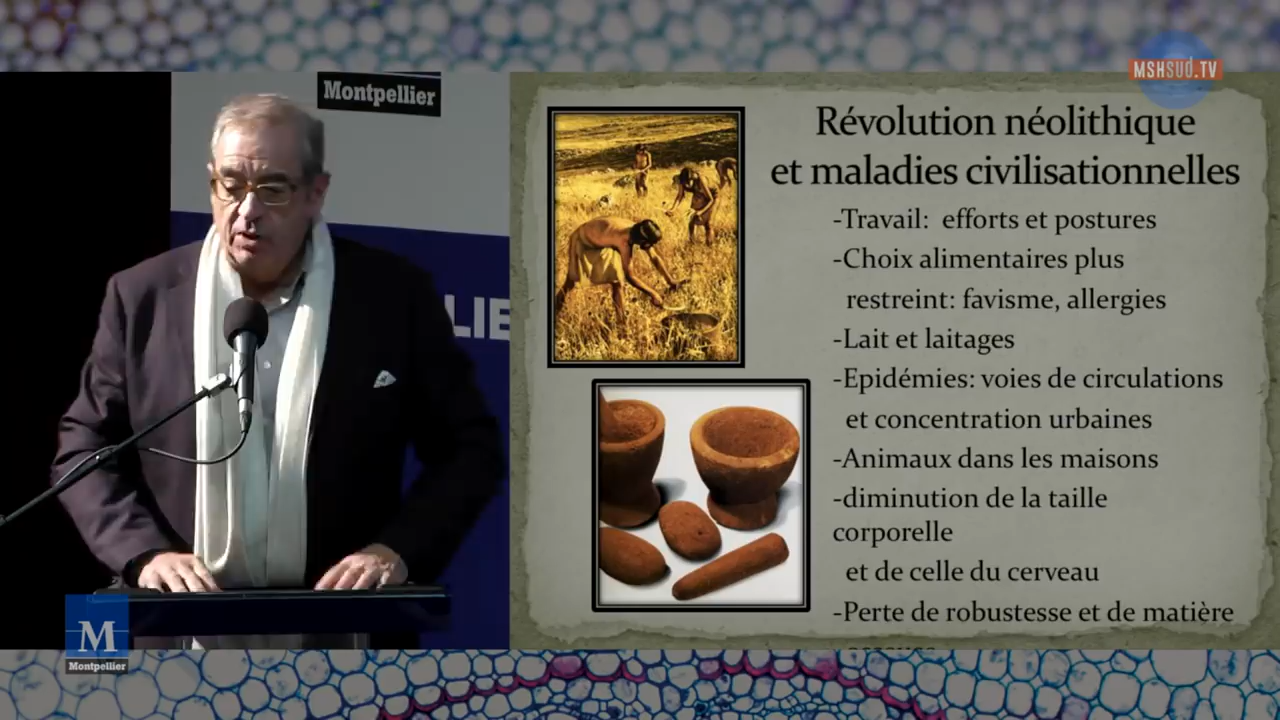 Montpellier
MSHSUD.TV
Révolution néolithique
et maladies civilisationnelles
-Travail: efforts et postures
-Choix alimentaires plus
restreint: favisme, allergies
-Lait et laitages
-Epidémies: voies de circulations
et concentration urbaines
-Animaux dans les maisons
-diminution de la taille
corporelle
et de celle du cerveau
-Perte de robustesse et de matière
LIE
M
Montpellier